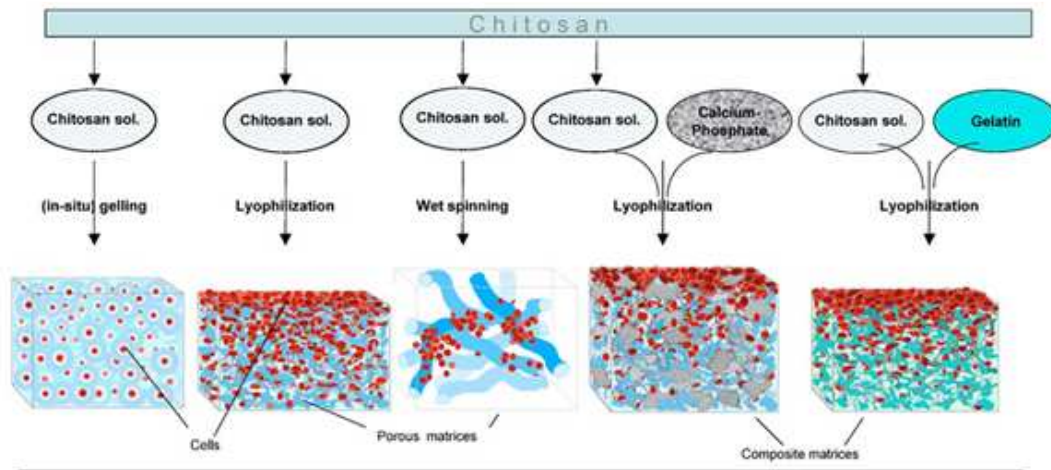 Chitosan
Chitosan sol.
Chitosan sol.
Chitosan sol.
Chitosan sol.
Calcium-
Phosphate
Chitosan sol.
Gelatin
(in-situ) gelling
Lyophilization
Wet spinning
Lyophilization
Lyophilization
Cells
Porous matrices
Composite matrices